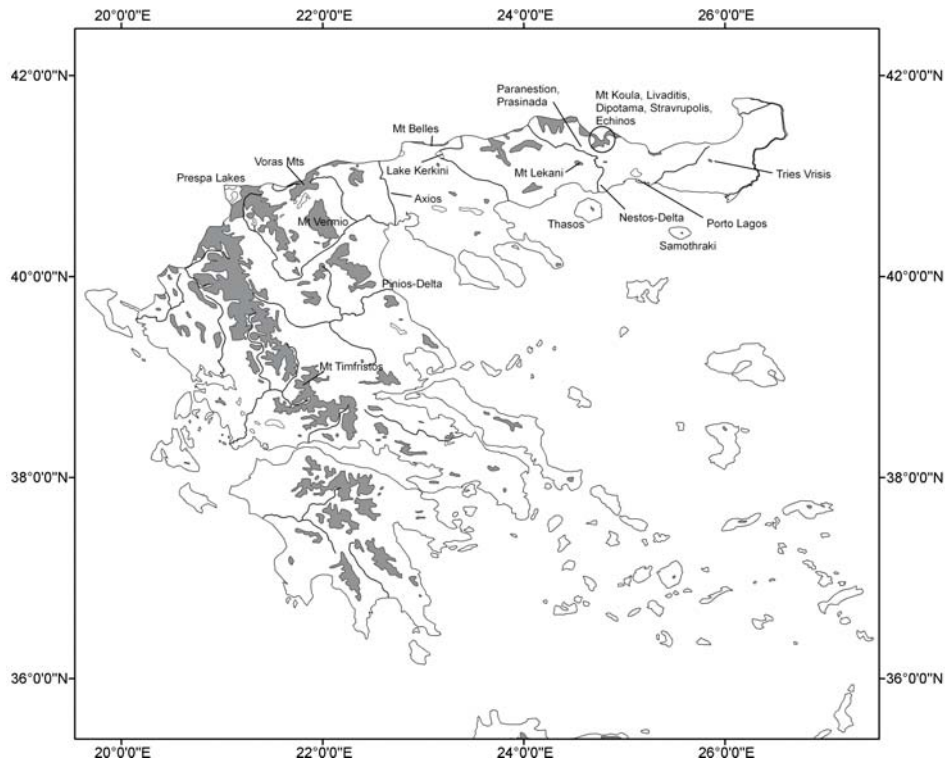 20°0'0"E 22°0'0"E 24°0'0"E 26°0'0"E
42°0'0"N 42°0'0"N
Paranestion,
Prasinada
Mt Koula, Livaditis,
Dipotama, Stravrupolis,
Echinos
Mt Belles
Voras Mts
Lake Kerkini
Prespa Lakes
Mt Lekani
Tries Vrisis
Axios
Mt Vermio
Thasos
Nestos-Delta
Porto Lagos
Samothraki
40°0'0"N 40°0'0"N
Pinios-Delta
Mt Timfristos
38°0'0"N 38°0'0"N
36°0'0"N 36°0'0"N
20°0'0"E 22°0'0"E 24°0'0"E 26°0'0"E